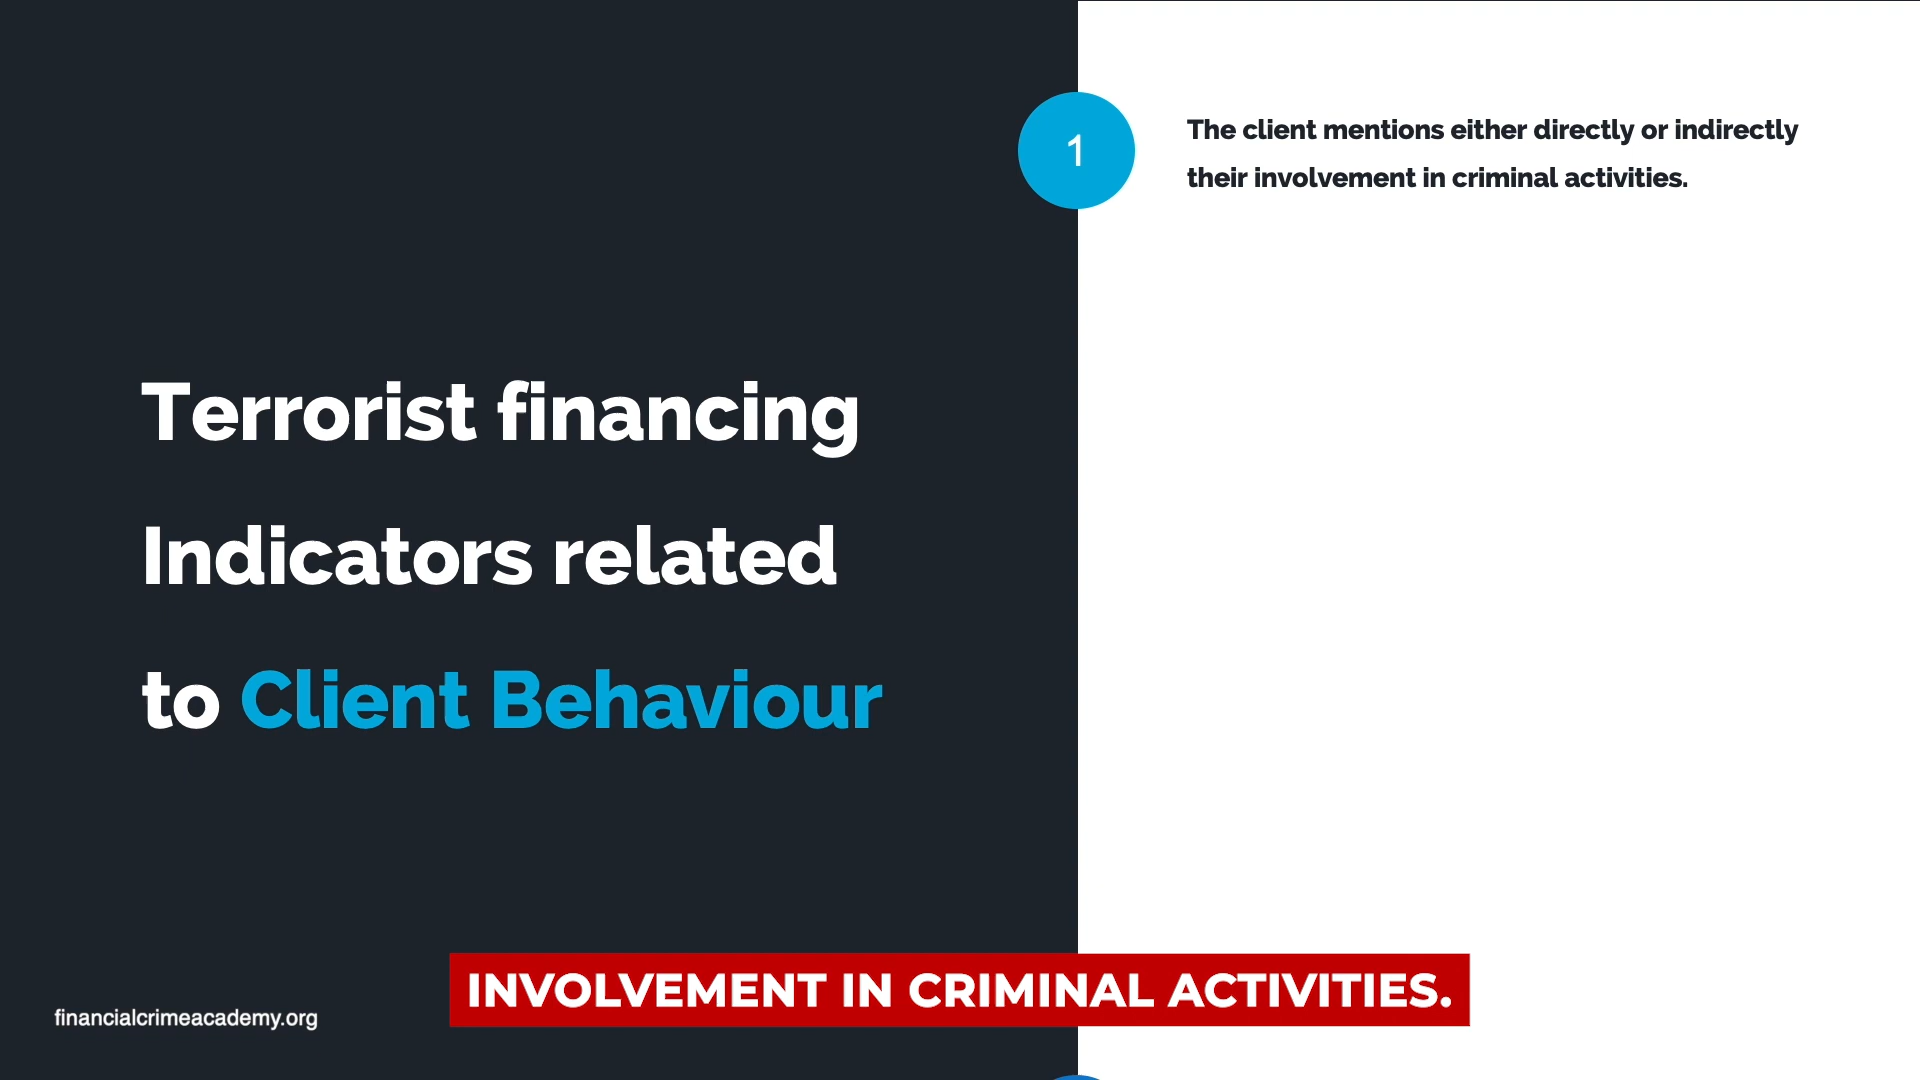 Terrorist financing
Indicators related
to Client Behaviour
1
The client mentions either directly or indirectly
their involvement in criminal activities.
INVOLVEMENT IN CRIMINAL ACTIVITIES.
financialcrimeacademy.org